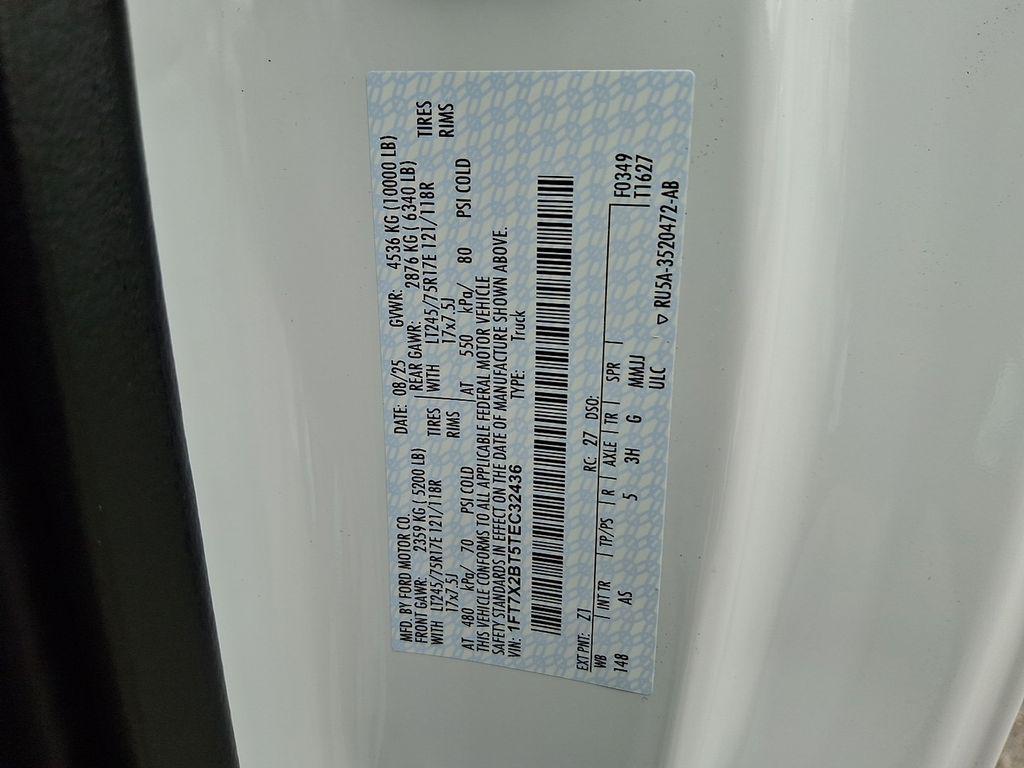 MFD. BY FORD MOTOR CO. DATE: 08/25 GVWR: 4536 KG (10000 LB)
FRONT GAWR: 2359 KG ( 5200 LB) REAR GAWR: 2876 KG ( 6340 LB)
WITH LT245/75R17E 121/118R TIRES WITH LT245/75R17E 121/118R TIRES
17x7.5J RIMS 17x7.5J RIMS
AT 480 kPa/ 70 PSI COLD AT 550 kPa/ 80 PSI COLD
THIS VEHICLE CONFORMS TO ALL APPLICABLE FEDERAL MOTOR VEHICLE
SAFETY STANDARDS IN EFFECT ON THE DATE OF MANUFACTURE SHOWN ABOVE.
VIN: 1FT7X2BT5TEC32436 TYPE: Truck
EXT PNT: Z1 RC: 27 DSO: F0349
WB INT TR TP/PS R AXLE TR SPR T1627
148 AS 5 3H G MMJJ
ULC ▽ RU5A-3520472-AB